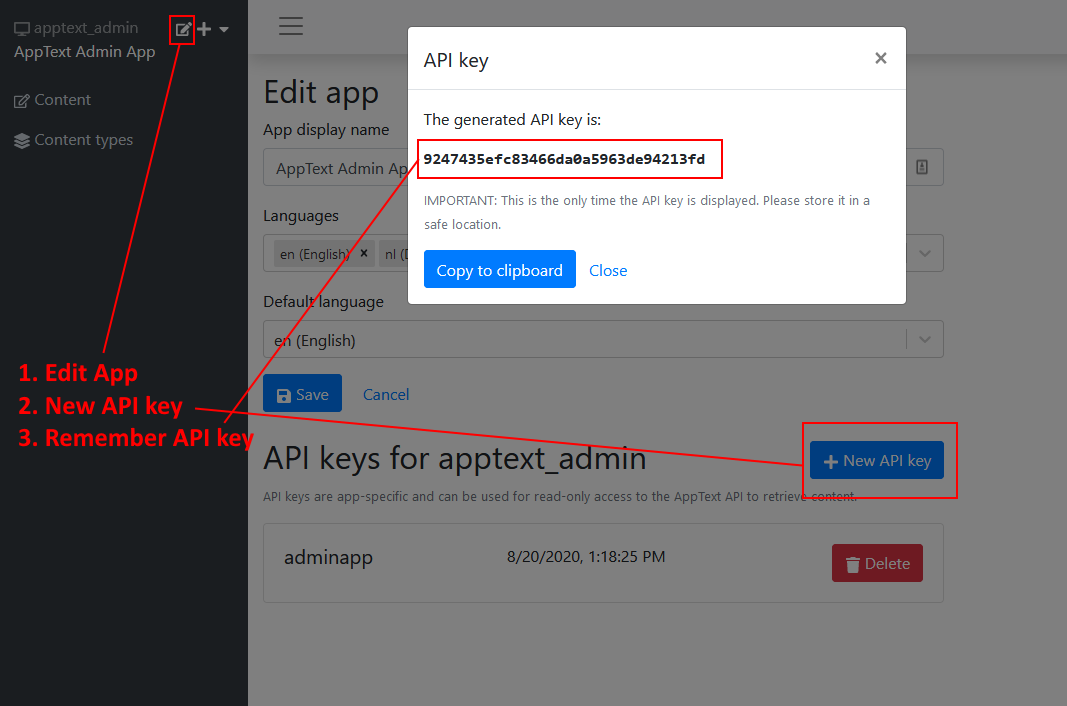 apptext_admin
AppText Admin App
Content
Content types
1. Edit App
2. New API key
3. Remember API key
Edit app
App display name
AppText Admin Ap
Languages
en (English) ×
nl (D
Default language
en (English)
Save
Cancel
API keys for apptext_admin
New API key
API keys are app-specific and can be used for read-only access to the AppText API to retrieve content.
adminapp
8/20/2020, 1:18:25 PM
Delete
API key
×
The generated API key is:
9247435efc83466da0a5963de94213fd
IMPORTANT: This is the only time the API key is displayed. Please store it in a
safe location.
Copy to clipboard
Close